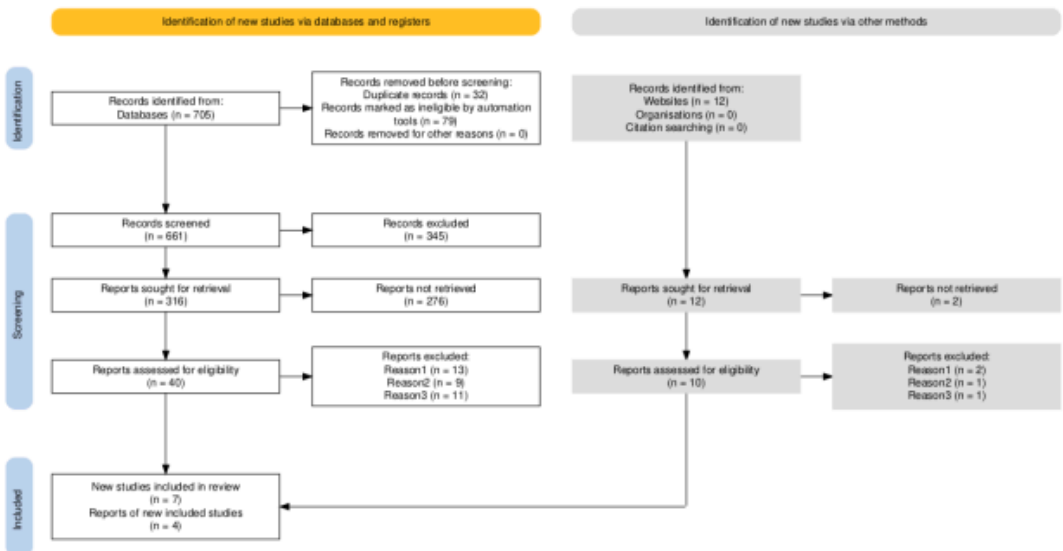 Identification of new studies via databases and registers
Identification of new studies via other methods
Identification
Records identified from:
Databases (n = 705)
Records removed before screening:
Duplicate records (n = 32)
Records marked as ineligible by automation
tools (n = 79)
Records removed for other reasons (n = 0)
Records identified from:
Websites (n = 12)
Organisations (n = 0)
Citation searching (n = 0)
Screening
Records screened
(n = 661)
Records excluded
(n = 345)
Reports sought for retrieval
(n = 316)
Reports not retrieved
(n = 276)
Reports sought for retrieval
(n = 12)
Reports not retrieved
(n = 2)
Reports assessed for eligibility
(n = 40)
Reports excluded:
Reason1 (n = 13)
Reason2 (n = 9)
Reason3 (n = 11)
Reports assessed for eligibility
(n = 10)
Reports excluded:
Reason1 (n = 2)
Reason2 (n = 1)
Reason3 (n = 1)
Included
New studies included in review
(n = 7)
Reports of new included studies
(n = 4)